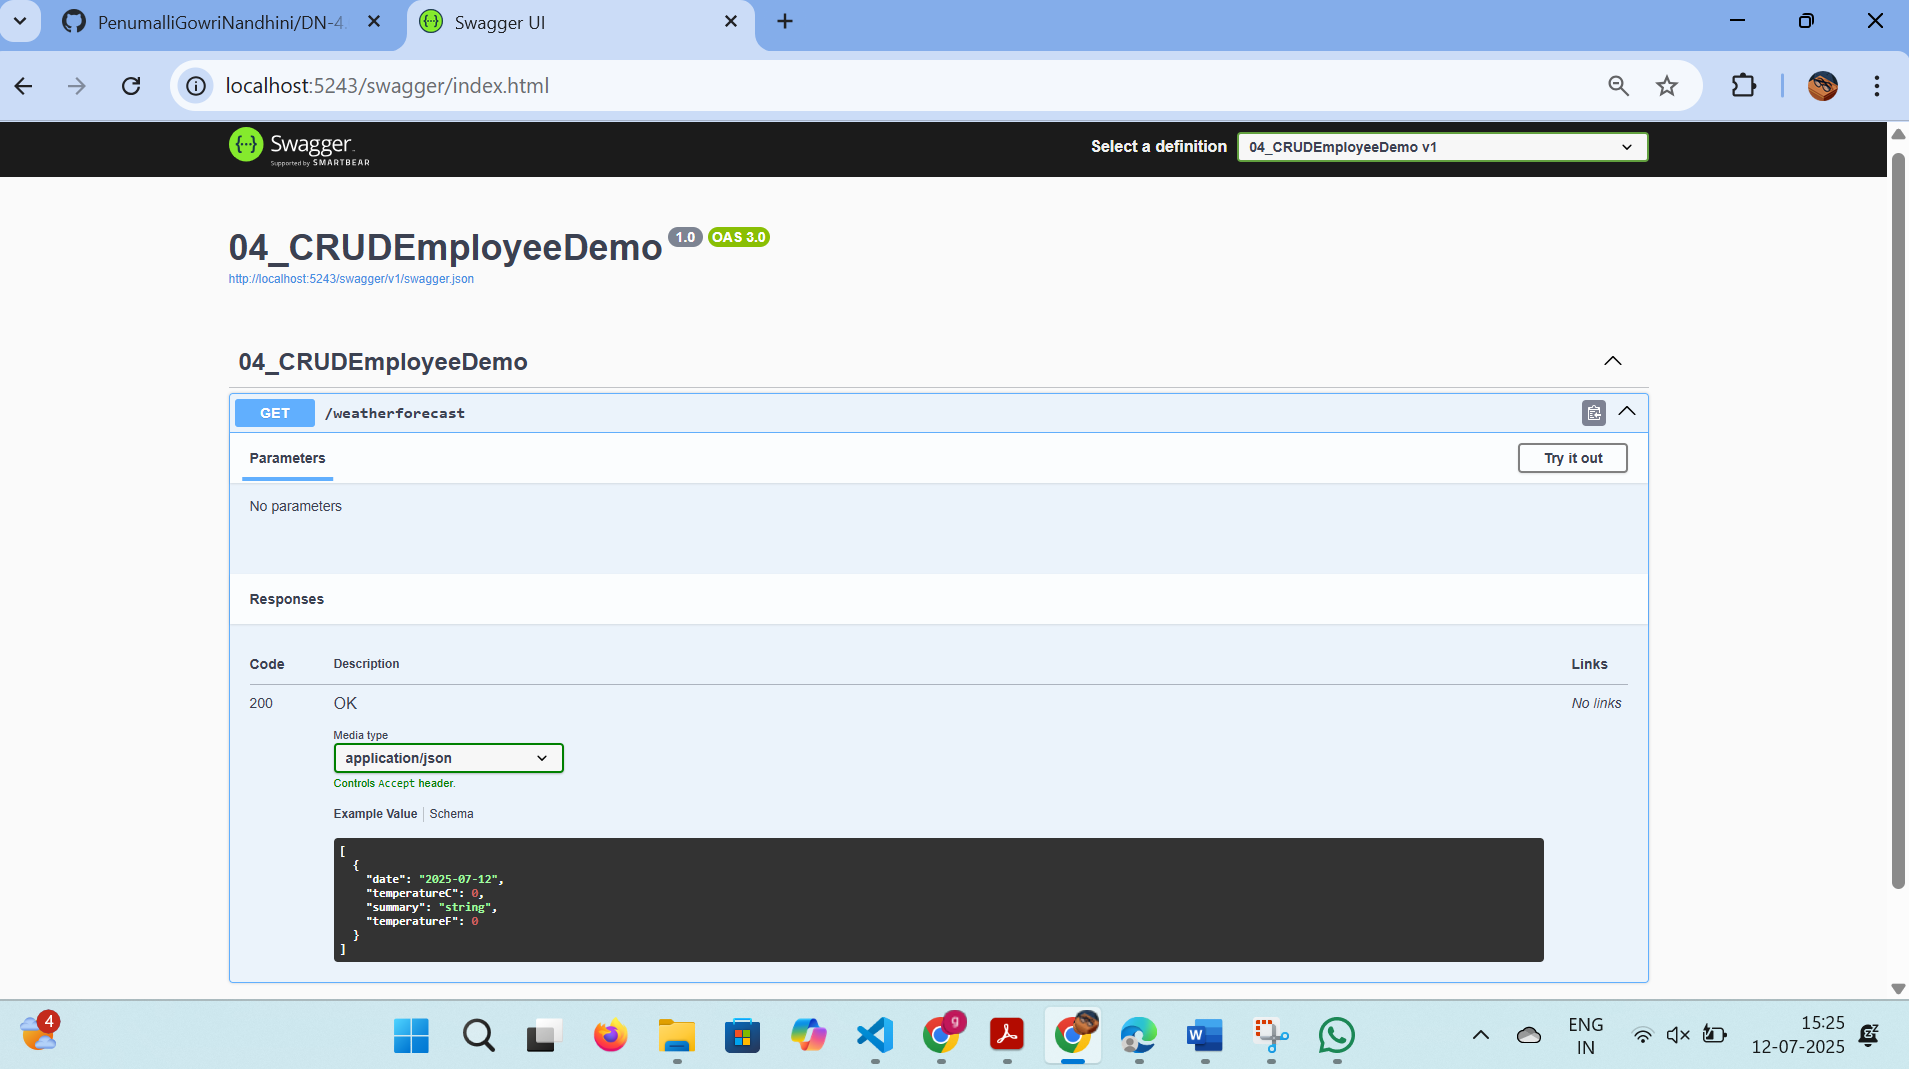 PenumalliGowriNandhini/DN-4.
Swagger UI
localhost:5243/swagger/index.html
Swagger
Supported by SMARTBEAR
Select a definition
04_CRUDEmployeeDemo v1
04_CRUDEmployeeDemo 1.0 OAS 3.0
http://localhost:5243/swagger/v1/swagger.json
04_CRUDEmployeeDemo
GET /weatherforecast
Parameters
Try it out
No parameters
Responses
Code Description Links
200 OK No links
Media type
application/json
Controls Accept header.
Example Value Schema
[
{
"date": "2025-07-12",
"temperatureC": 0,
"summary": "string",
"temperatureF": 0
}
]
4
g
W
ENG
IN
15:25
12-07-2025